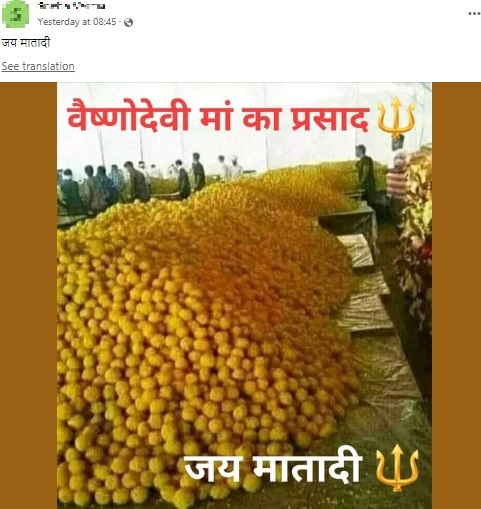 Yesterday at 08:45 ·
जय मातादी
See translation
वैष्णोदेवी मां का प्रसाद
जय मातादी